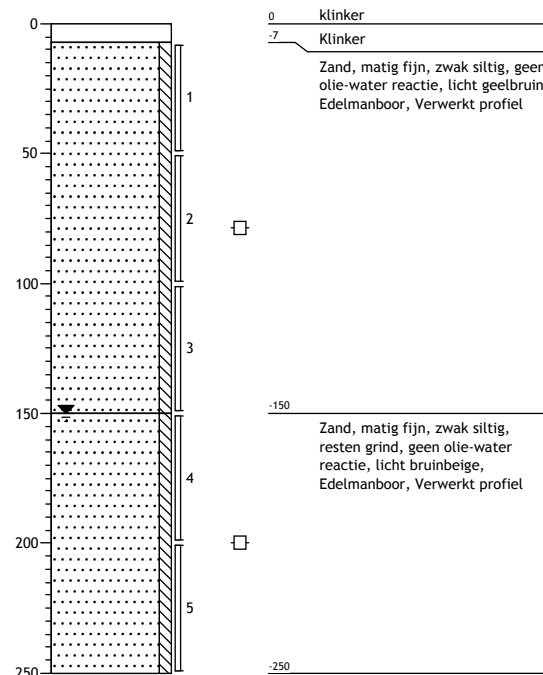 0
50
100
150
200
250
1
2
3
4
5
0 klinker
-7 Klinker
Zand, matig fijn, zwak siltig, geen
olie-water reactie, licht geelbruin
Edelmanboor, Verwerkt profiel
-150
Zand, matig fijn, zwak siltig,
resten grind, geen olie-water
reactie, licht bruinbeige,
Edelmanboor, Verwerkt profiel
-250